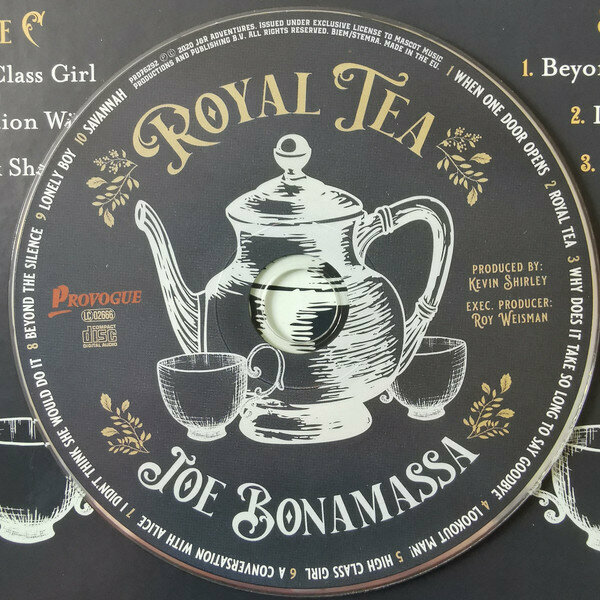 PRD76252 Ⓟ © 2020 J&R ADVENTURES. ISSUED UNDER EXCLUSIVE LICENSE TO MASCOT MUSIC
PRODUCTIONS AND PUBLISHING B.V. ALL RIGHTS RESERVED. BIEM/STEMRA. MADE IN THE EU.
ROYAL TEA
1 WHEN ONE DOOR OPENS 2 ROYAL TEA 3 WHY DOES IT TAKE SO LONG TO SAY GOODBYE
4 LOOKOUT MAN! 5 HIGH CLASS GIRL 6 A CONVERSATION WITH ALICE 7 I DIDN'T THINK SHE WOULD DO IT
8 BEYOND THE SILENCE 9 LONELY BOY 10 SAVANNAH
PROVOGUE
LC 02666
COMPACT
disc
DIGITAL AUDIO
PRODUCED BY:
KEVIN SHIRLEY
EXEC. PRODUCER:
ROY WEISMAN
JOE BONAMASSA
Class Girl
1. Beyo
2.
3.